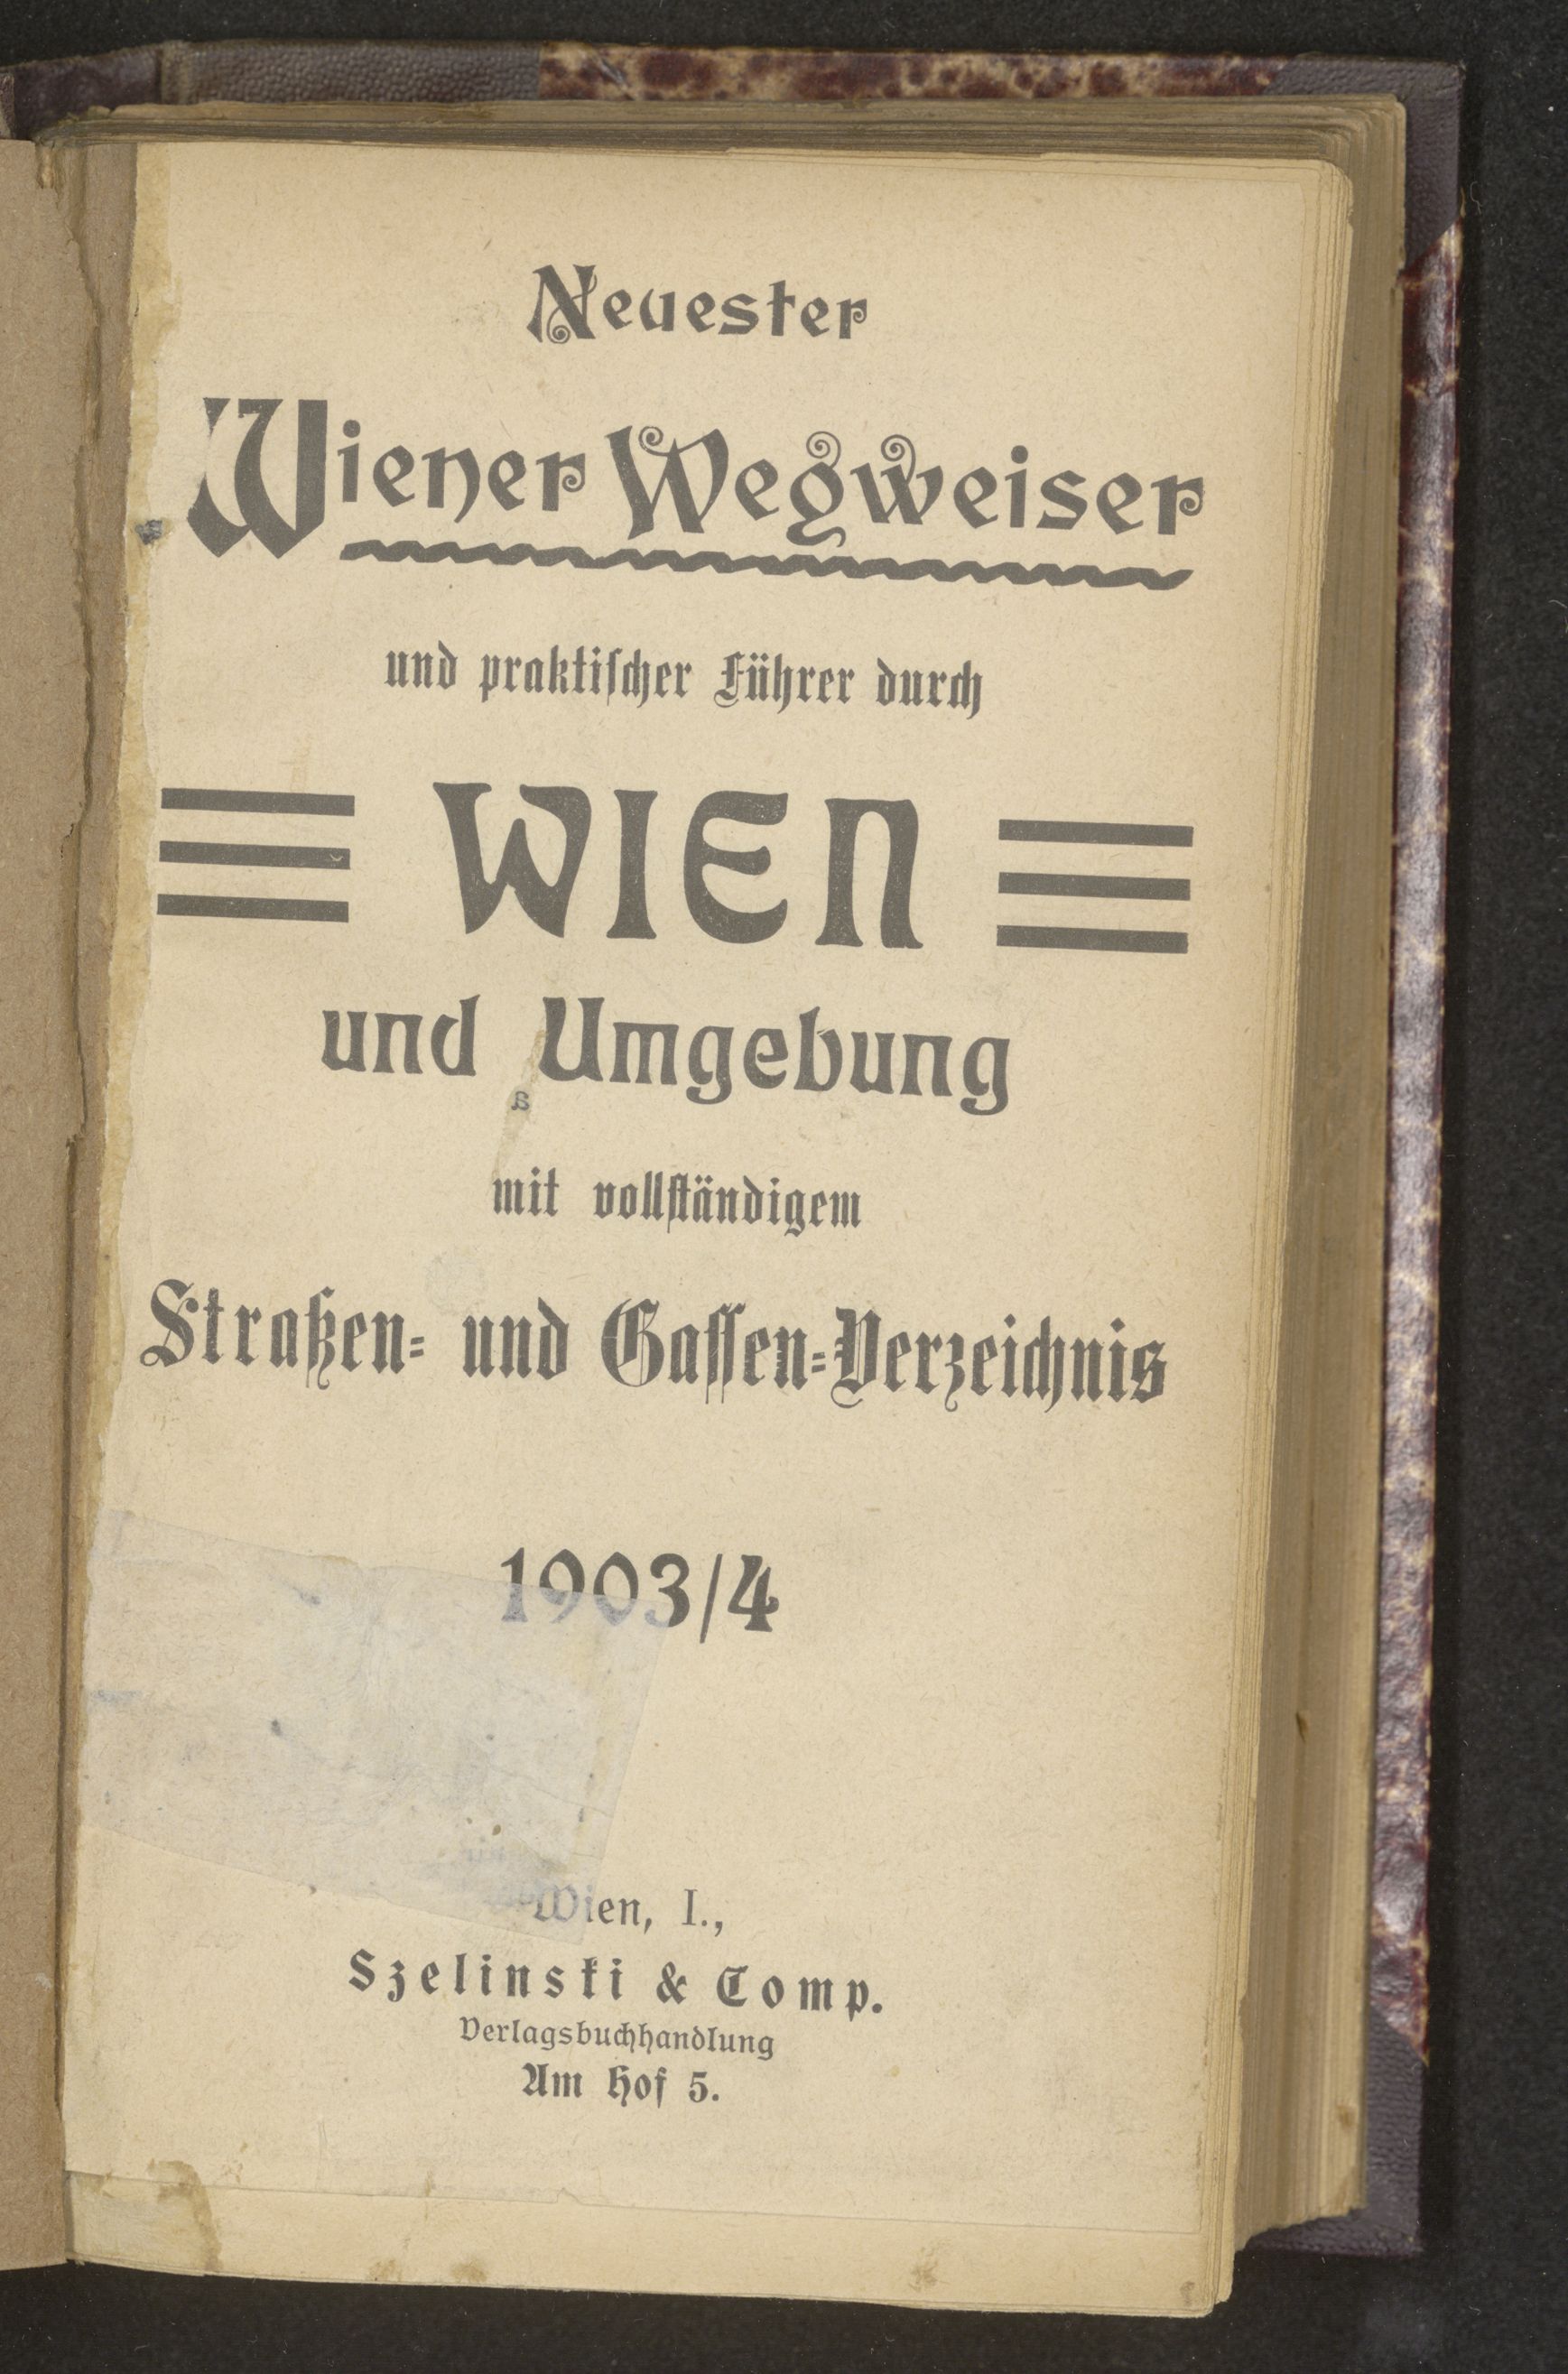 Neuester
Wiener Wegweiser
und praktischer Führer durch
WIEN
und Umgebung
mit vollständigem
Straßen- und Gassen-Verzeichnis
1903/4
Wien, I.,
Szelinski & Comp.
Verlagsbuchhandlung
Am Hof 5.